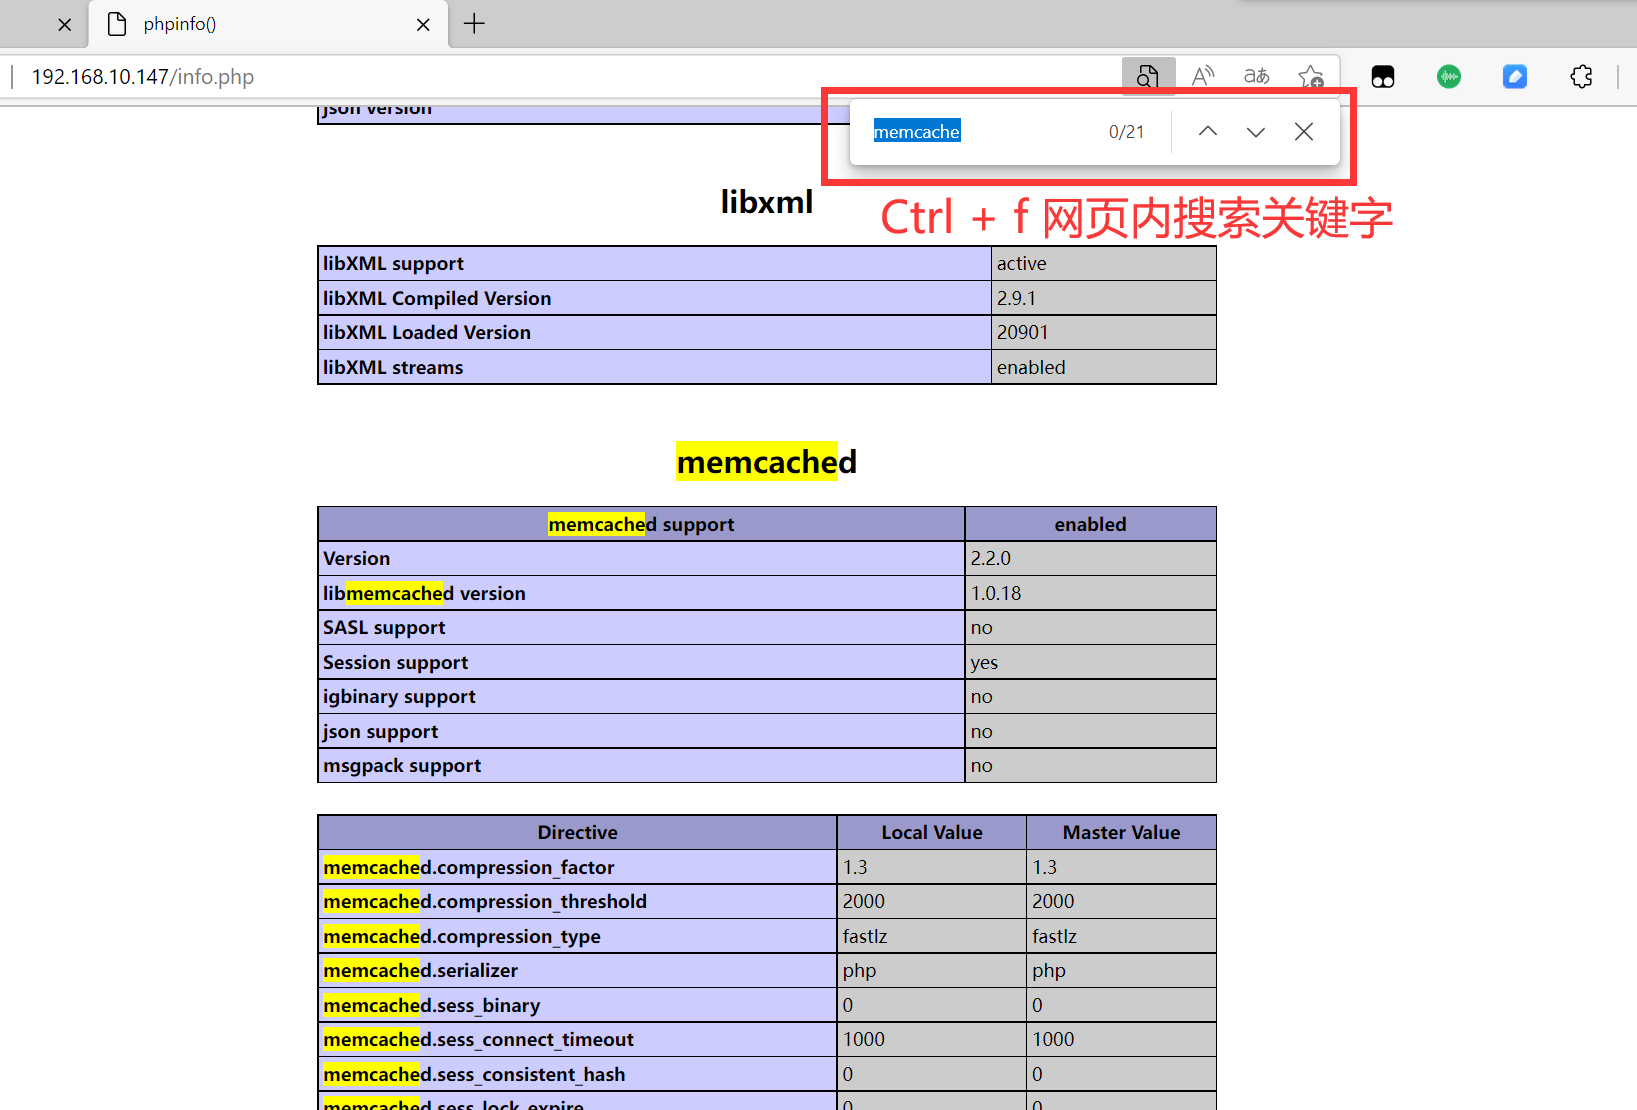 phpinfo()
192.168.10.147/info.php
json version
memcache 0/21
Ctrl + f 网页内搜索关键字
libxml
libXML support active
libXML Compiled Version 2.9.1
libXML Loaded Version 20901
libXML streams enabled
memcached
memcached support enabled
Version 2.2.0
libmemcached version 1.0.18
SASL support no
Session support yes
igbinary support no
json support no
msgpack support no
Directive Local Value Master Value
memcached.compression_factor 1.3 1.3
memcached.compression_threshold 2000 2000
memcached.compression_type fastlz fastlz
memcached.serializer php php
memcached.sess_binary 0 0
memcached.sess_connect_timeout 1000 1000
memcached.sess_consistent_hash 0 0
memcached.sess_lock_expire 0 0